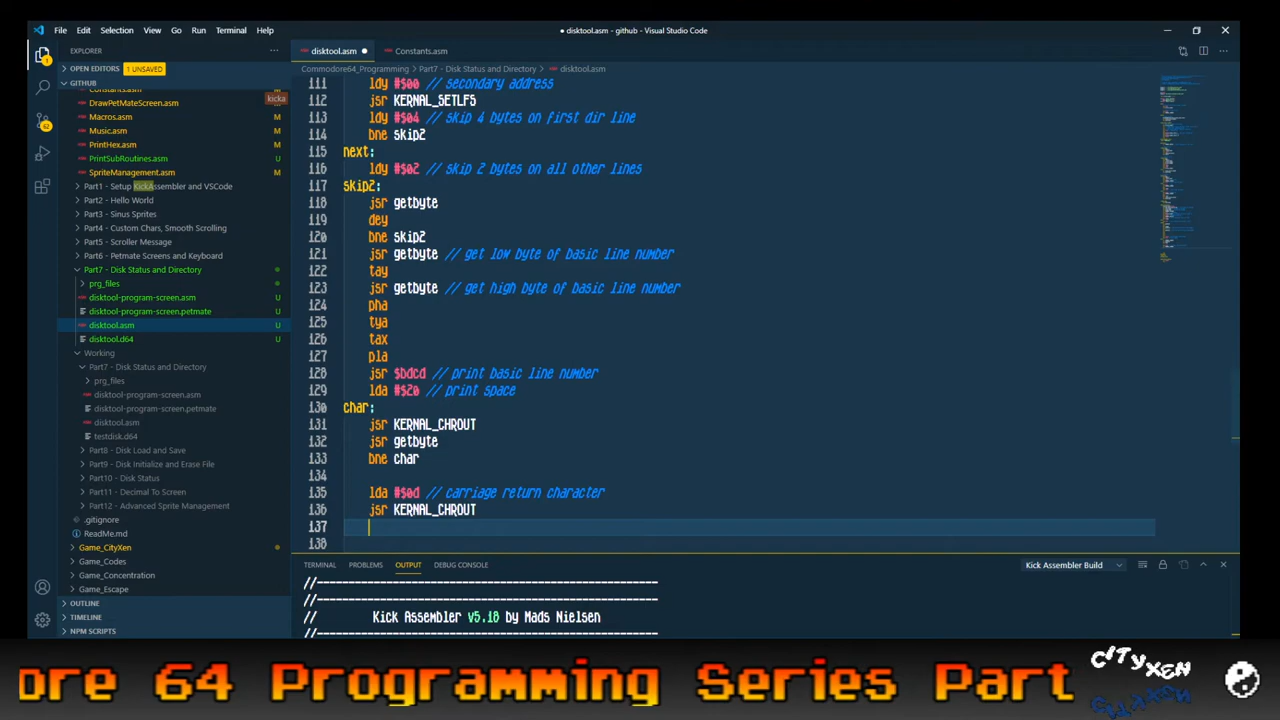 File Edit Selection View Go Run Terminal Help
● disktool.asm - github - Visual Studio Code
EXPLORER
disktool.asm
Constants.asm
OPEN EDITORS 1 UNSAVED
Commodore64_Programming > Part7 - Disk Status and Directory > disktool.asm
GITHUB
kicka
Constants.asm M
DrawPetMateScreen.asm M
Macros.asm M
Music.asm M
PrintHex.asm M
PrintSubRoutines.asm U
SpriteManagement.asm M
Part1 - Setup KickAssembler and VSCode
Part2 - Hello World
Part3 - Sinus Sprites
Part4 - Custom Chars, Smooth Scrolling
Part5 - Scroller Message
Part6 - Petmate Screens and Keyboard
Part7 - Disk Status and Directory
prg_files
disktool-program-screen.asm U
disktool-program-screen.petmate U
disktool.asm U
disktool.d64 U
Working
Part7 - Disk Status and Directory
prg_files
disktool-program-screen.asm
disktool-program-screen.petmate
disktool.asm
testdisk.d64
Part8 - Disk Load and Save
Part9 - Disk Initialize and Erase File
Part10 - Disk Status
Part11 - Decimal To Screen
Part12 - Advanced Sprite Management
.gitignore
ReadMe.md
Game_CityXen
Game_Codes
Game_Concentration
Game_Escape
OUTLINE
TIMELINE
NPM SCRIPTS
1
62
111 ldy #$00 // secondary address
112 jsr KERNAL_SETLFS
113 ldy #$04 // skip 4 bytes on first dir line
114 bne skip2
115 next:
116 ldy #$02 // skip 2 bytes on all other lines
117 skip2:
118 jsr getbyte
119 dey
120 bne skip2
121 jsr getbyte // get low byte of basic line number
122 tay
123 jsr getbyte // get high byte of basic line number
124 pha
125 tya
126 tax
127 pla
128 jsr $bdcd // print basic line number
129 lda #$20 // print space
130 char:
131 jsr KERNAL_CHROUT
132 jsr getbyte
133 bne char
134
135 lda #$0d // carriage return character
136 jsr KERNAL_CHROUT
137
138
TERMINAL PROBLEMS OUTPUT DEBUG CONSOLE
Kick Assembler Build
//------------------------------------------------------
//------------------------------------------------------
// Kick Assembler v5.18 by Mads Nielsen
//------------------------------------------------------
ore 64 Programming Series Part
CITYXEN
CITYXEN